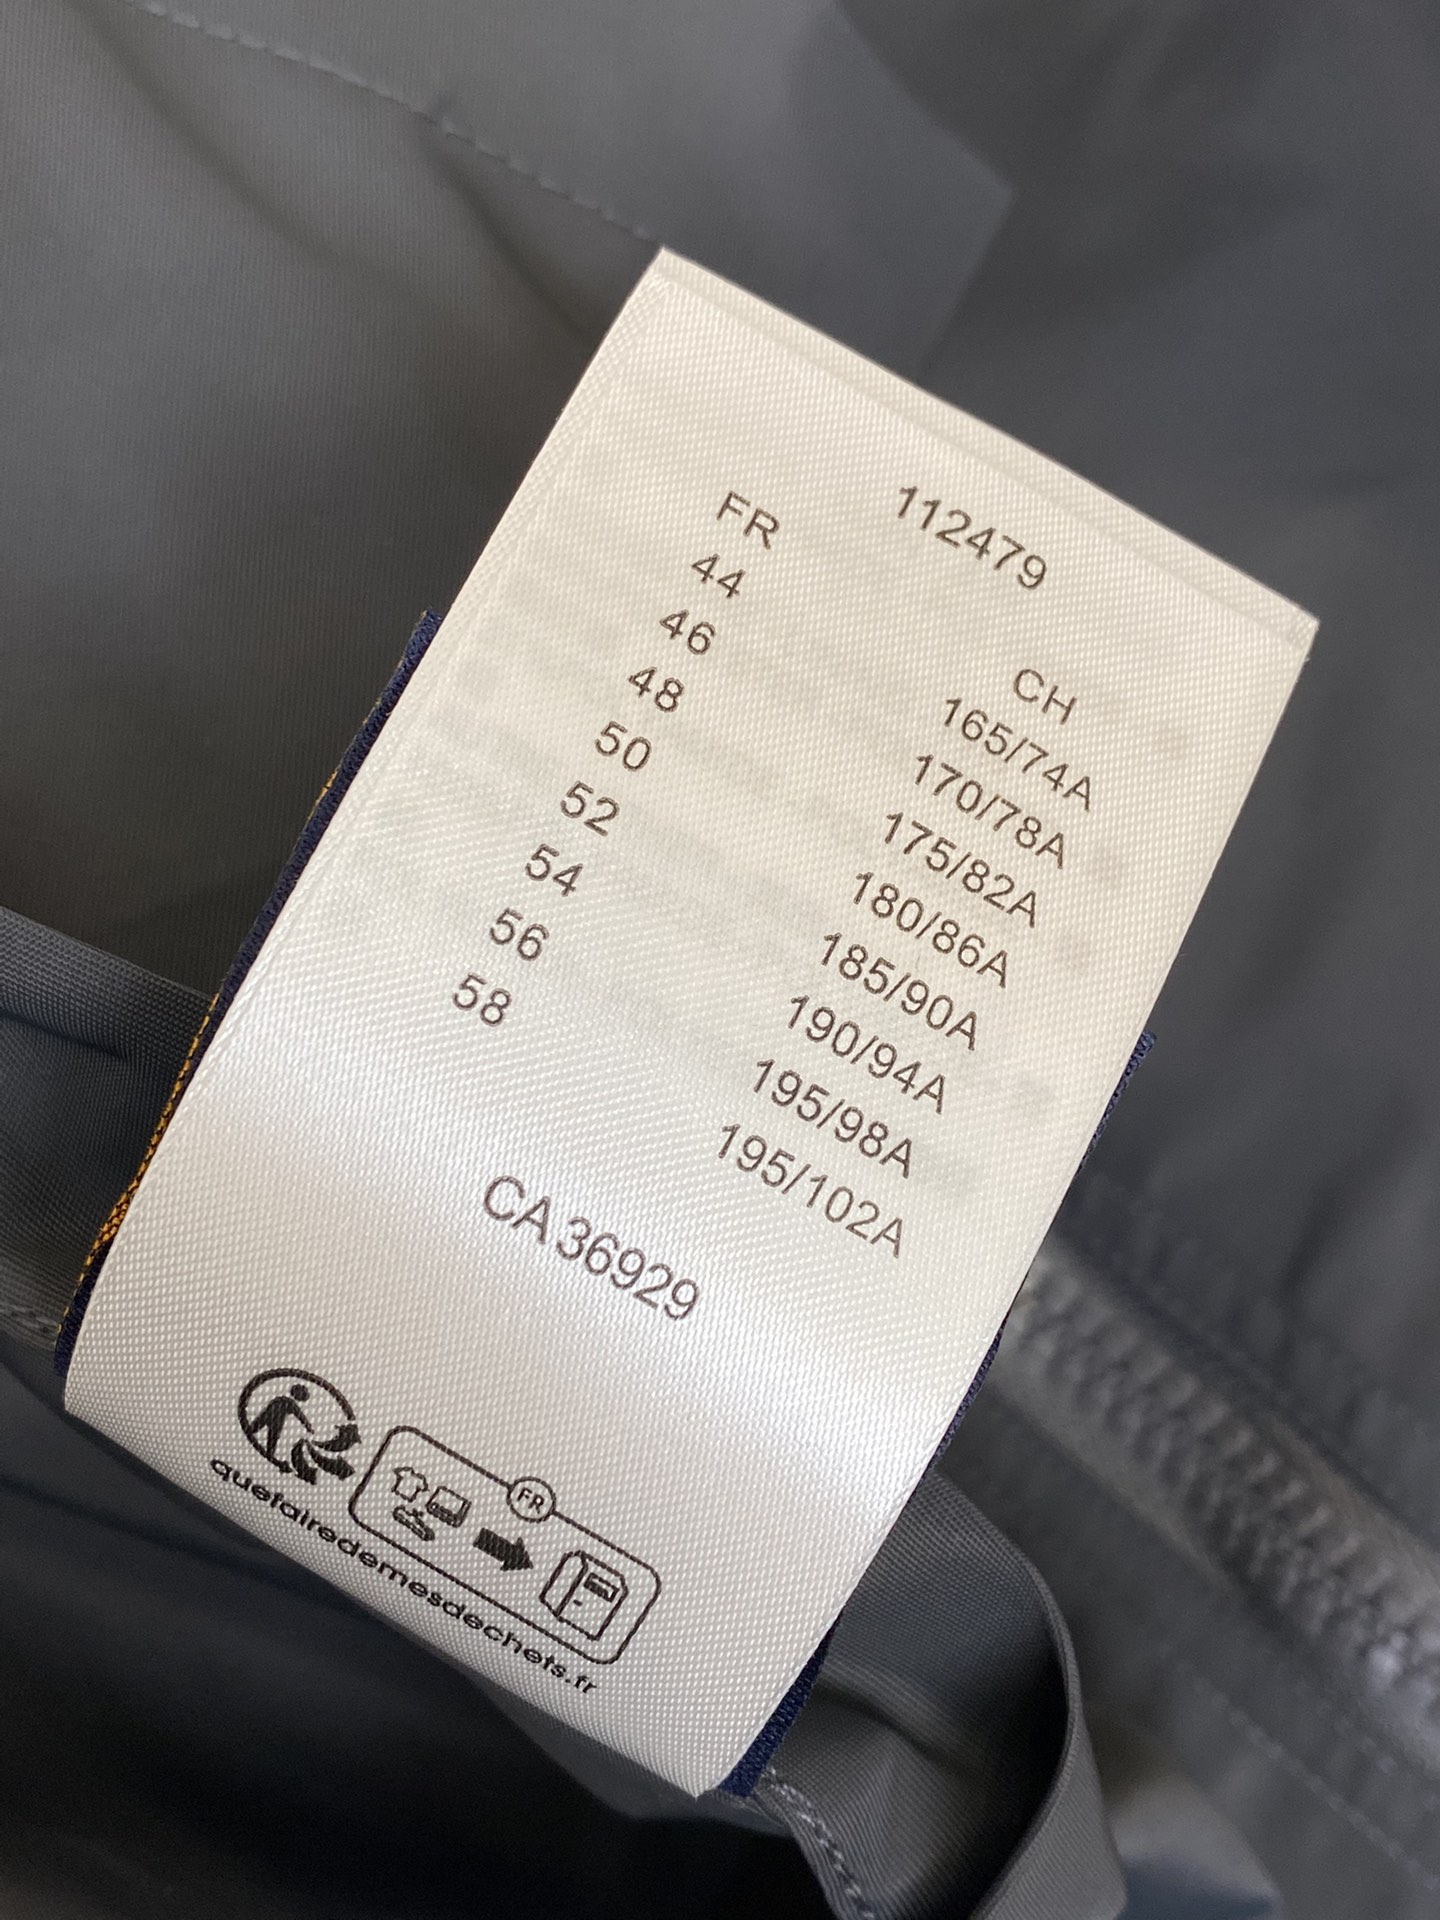 112479
FR CH
44 165/74A
46 170/78A
48 175/82A
50 180/86A
52 185/90A
54 190/94A
56 195/98A
58 195/102A
CA 36929
FR
quefairedemesdechets.fr